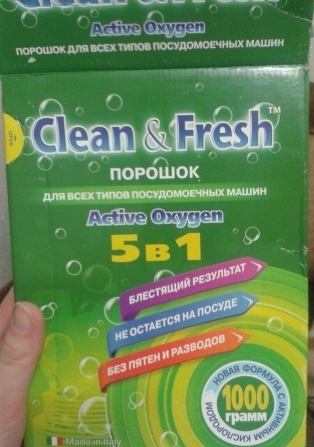 Clean & Fresh
Active Oxygen
ПОРОШОК ДЛЯ ВСЕХ ТИПОВ ПОСУДОМОЕЧНЫХ МАШИН
Clean & Fresh™
ПОРОШОК
ДЛЯ ВСЕХ ТИПОВ ПОСУДОМОЕЧНЫХ МАШИН
Active Oxygen
5 в 1
БЛЕСТЯЩИЙ РЕЗУЛЬТАТ
НЕ ОСТАЕТСЯ НА ПОСУДЕ
БЕЗ ПЯТЕН И РАЗВОДОВ
НОВАЯ ФОРМУЛА С АКТИВНЫМ КИСЛОРОДОМ
1000
грамм
Made in Italy